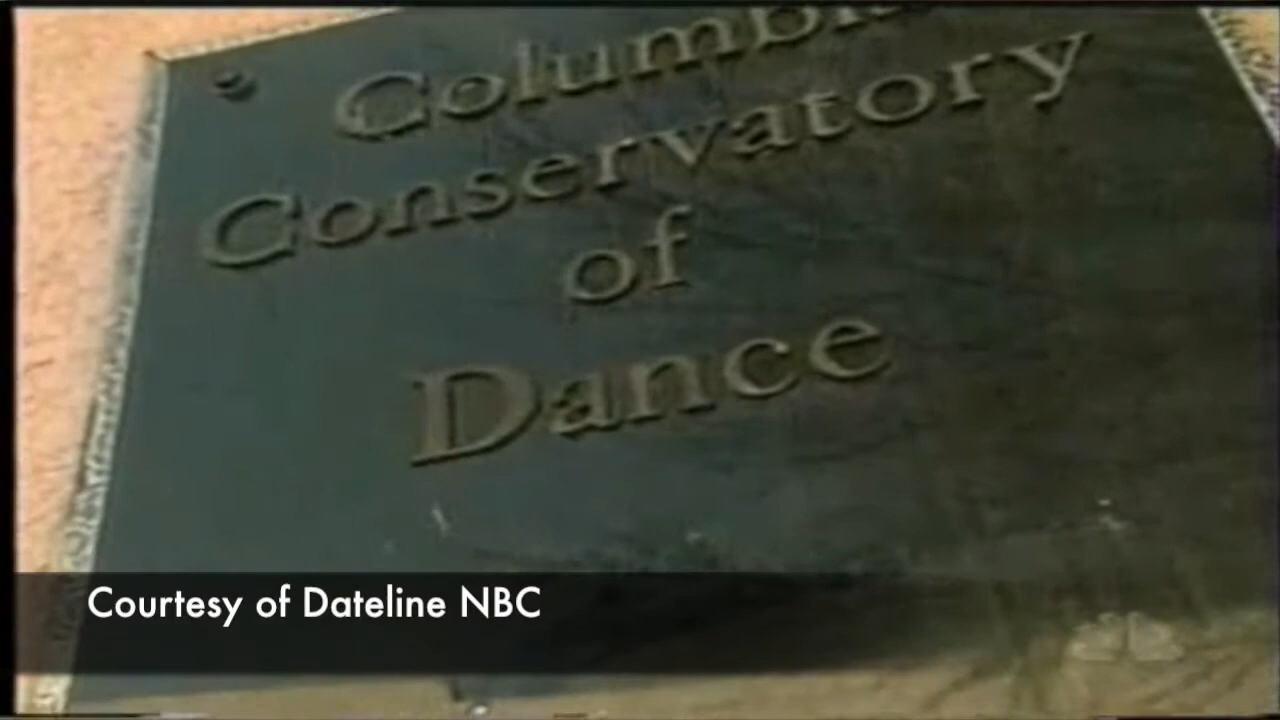 Conservatory
of
Dance
Courtesy of Dateline NBC